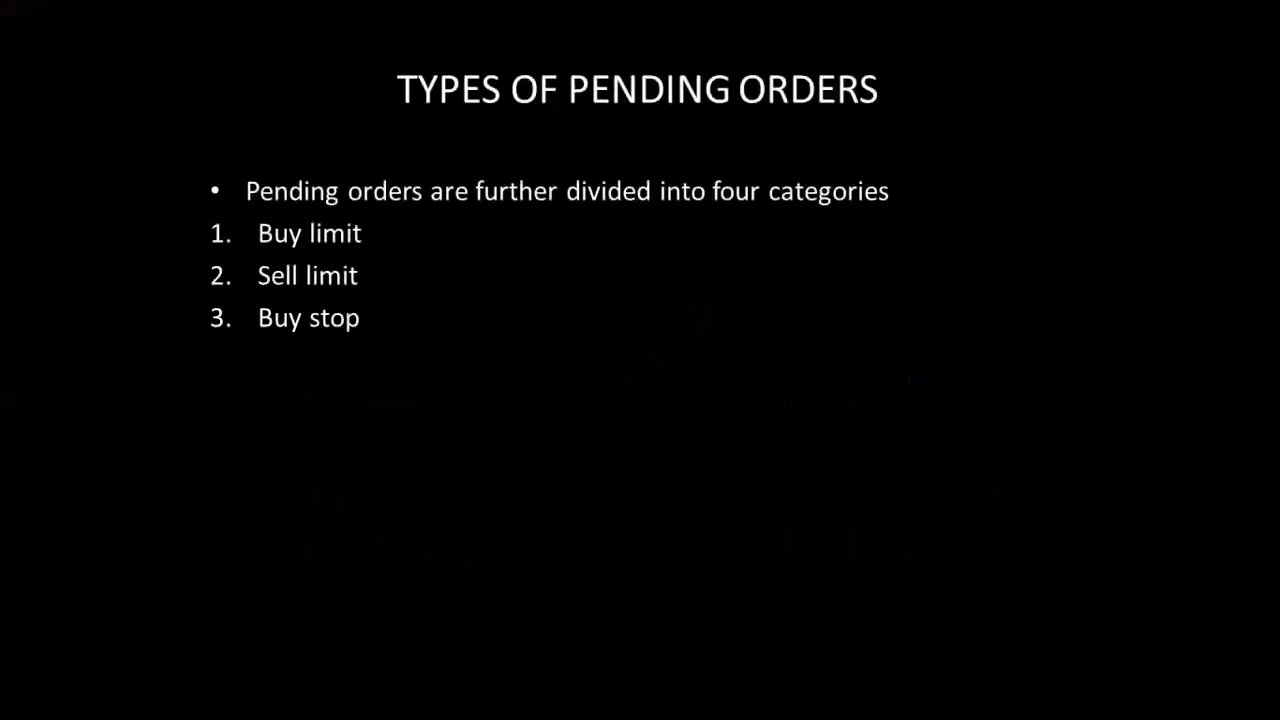 TYPES OF PENDING ORDERS
• Pending orders are further divided into four categories
1. Buy limit
2. Sell limit
3. Buy stop